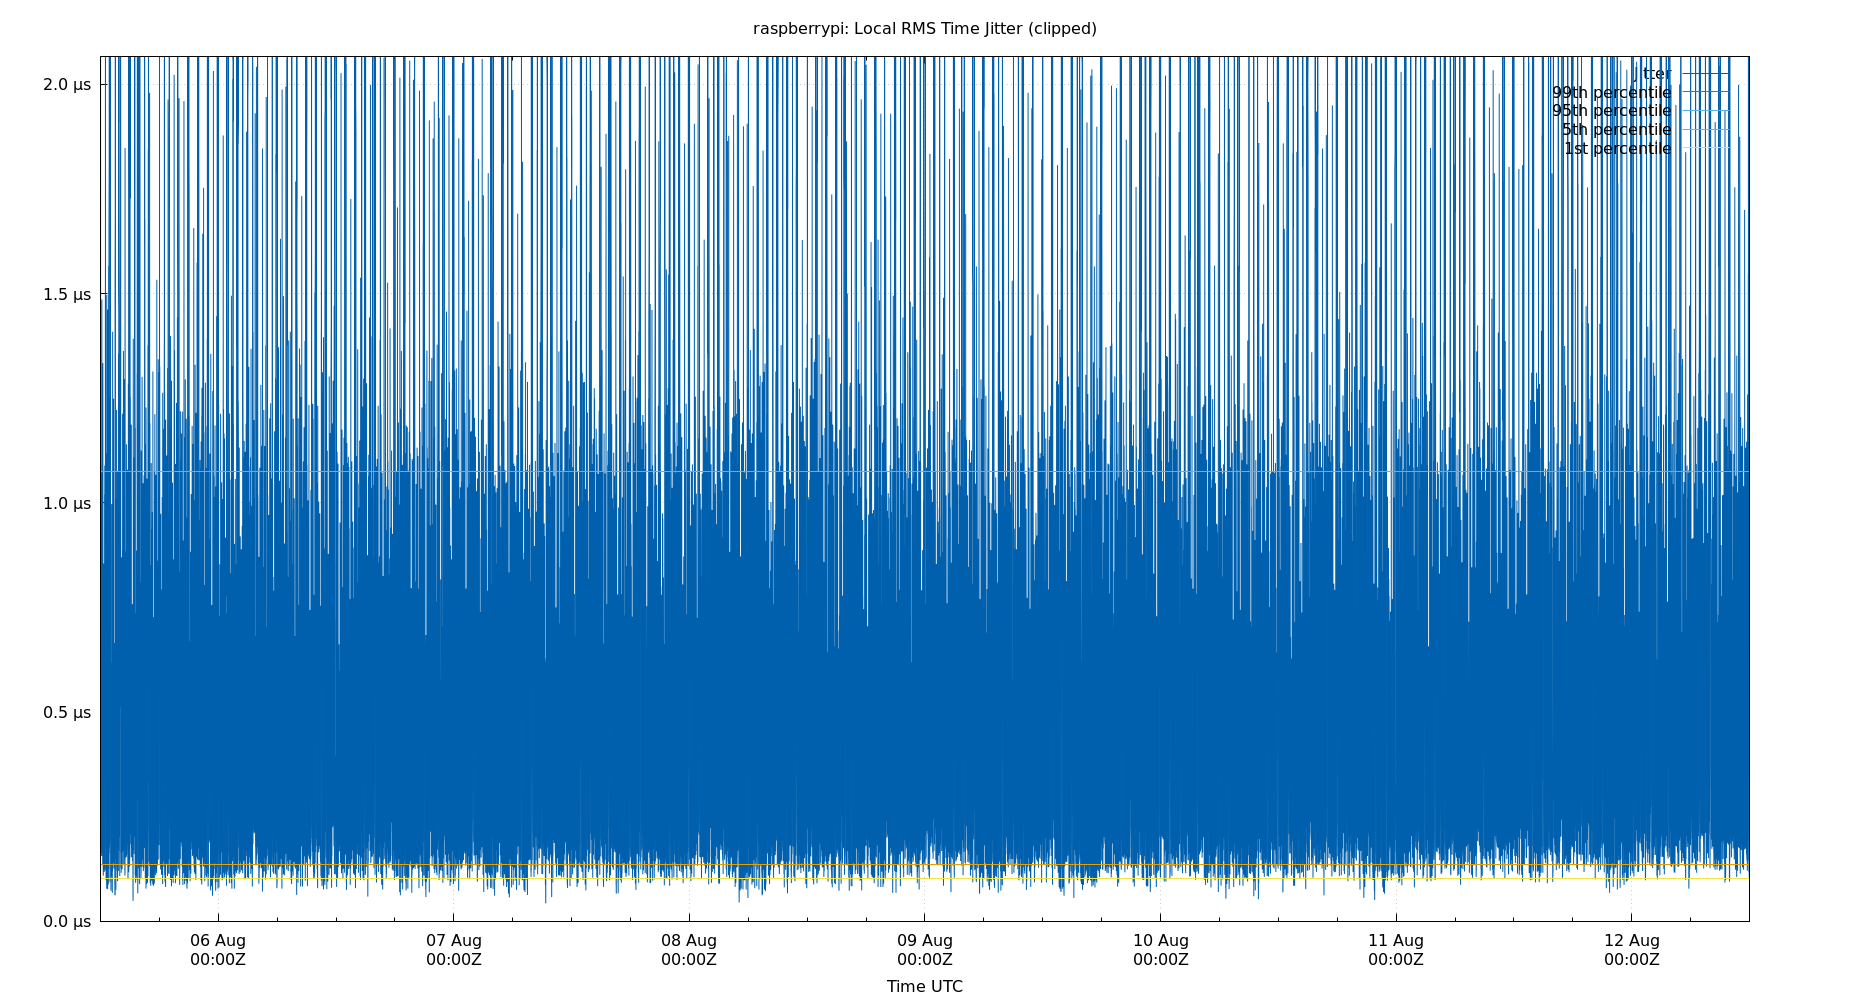 raspberrypi: Local RMS Time Jitter (clipped)
2.0 µs
1.5 µs
1.0 µs
0.5 µs
0.0 µs
Jitter
99th percentile
95th percentile
5th percentile
1st percentile
06 Aug
00:00Z
07 Aug
00:00Z
08 Aug
00:00Z
09 Aug
00:00Z
10 Aug
00:00Z
11 Aug
00:00Z
12 Aug
00:00Z
Time UTC